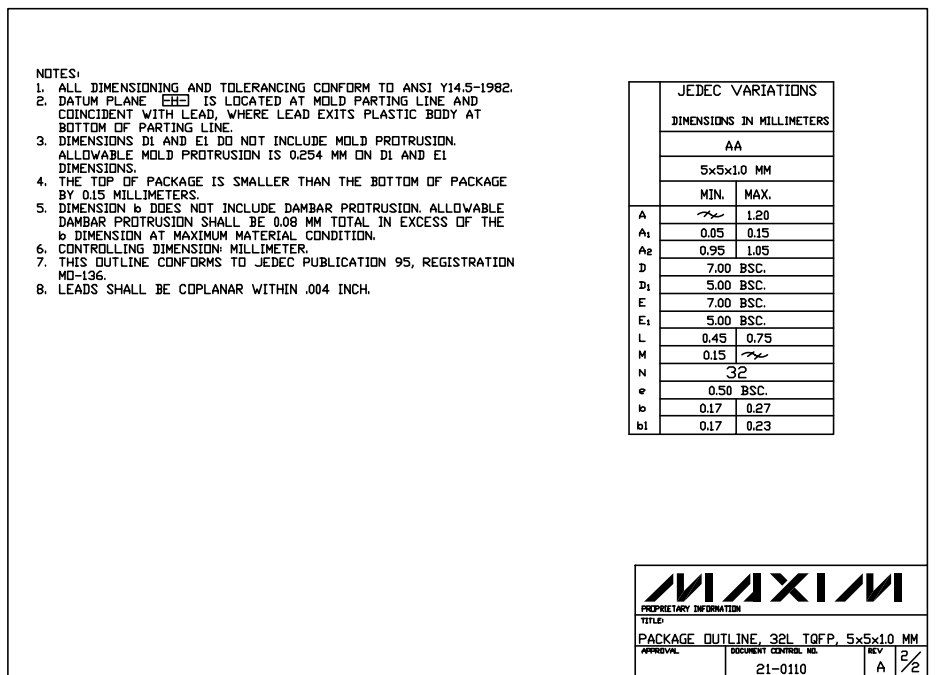 NOTES:
1. ALL DIMENSIONING AND TOLERANCING CONFORM TO ANSI Y14.5-1982.
2. DATUM PLANE -H- IS LOCATED AT MOLD PARTING LINE AND
COINCIDENT WITH LEAD, WHERE LEAD EXITS PLASTIC BODY AT
BOTTOM OF PARTING LINE.
3. DIMENSIONS D1 AND E1 DO NOT INCLUDE MOLD PROTRUSION.
ALLOWABLE MOLD PROTRUSION IS 0.254 MM ON D1 AND E1
DIMENSIONS.
4. THE TOP OF PACKAGE IS SMALLER THAN THE BOTTOM OF PACKAGE
BY 0.15 MILLIMETERS.
5. DIMENSION b DOES NOT INCLUDE DAMBAR PROTRUSION. ALLOWABLE
DAMBAR PROTRUSION SHALL BE 0.08 MM TOTAL IN EXCESS OF THE
b DIMENSION AT MAXIMUM MATERIAL CONDITION.
6. CONTROLLING DIMENSION: MILLIMETER.
7. THIS OUTLINE CONFORMS TO JEDEC PUBLICATION 95, REGISTRATION
MO-136.
8. LEADS SHALL BE COPLANAR WITHIN .004 INCH.
JEDEC VARIATIONS
DIMENSIONS IN MILLIMETERS
AA
5x5x1.0 MM
MIN. MAX.
A 1.20
A1 0.05 0.15
A2 0.95 1.05
D 7.00 BSC.
D1 5.00 BSC.
E 7.00 BSC.
E1 5.00 BSC.
L 0.45 0.75
M 0.15
N 32
e 0.50 BSC.
b 0.17 0.27
b1 0.17 0.23
MAXIM
PROPRIETARY INFORMATION
TITLE:
PACKAGE OUTLINE, 32L TQFP, 5x5x1.0 MM
APPROVAL DOCUMENT CONTROL NO. REV 2/2
21-0110 A